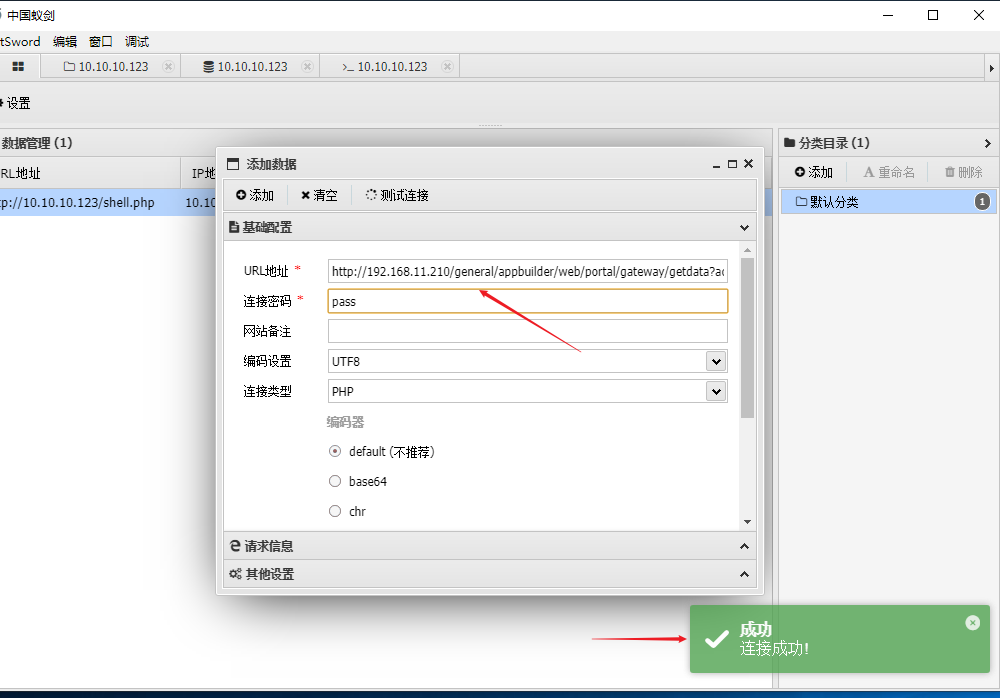 中国蚁剑
tSword 编辑 窗口 调试
10.10.10.123 10.10.10.123 >_ 10.10.10.123
设置
数据管理 (1)
分类目录 (1)
RL地址 IP地
添加 重命名 删除
p://10.10.10.123/shell.php 10.10
默认分类 1
添加数据
添加 清空 测试连接
基础配置
URL地址 * http://192.168.11.210/general/appbuilder/web/portal/gateway/getdata?ac
连接密码 * pass
网站备注
编码设置 UTF8
连接类型 PHP
编码器
default (不推荐)
base64
chr
请求信息
其他设置
成功
连接成功!